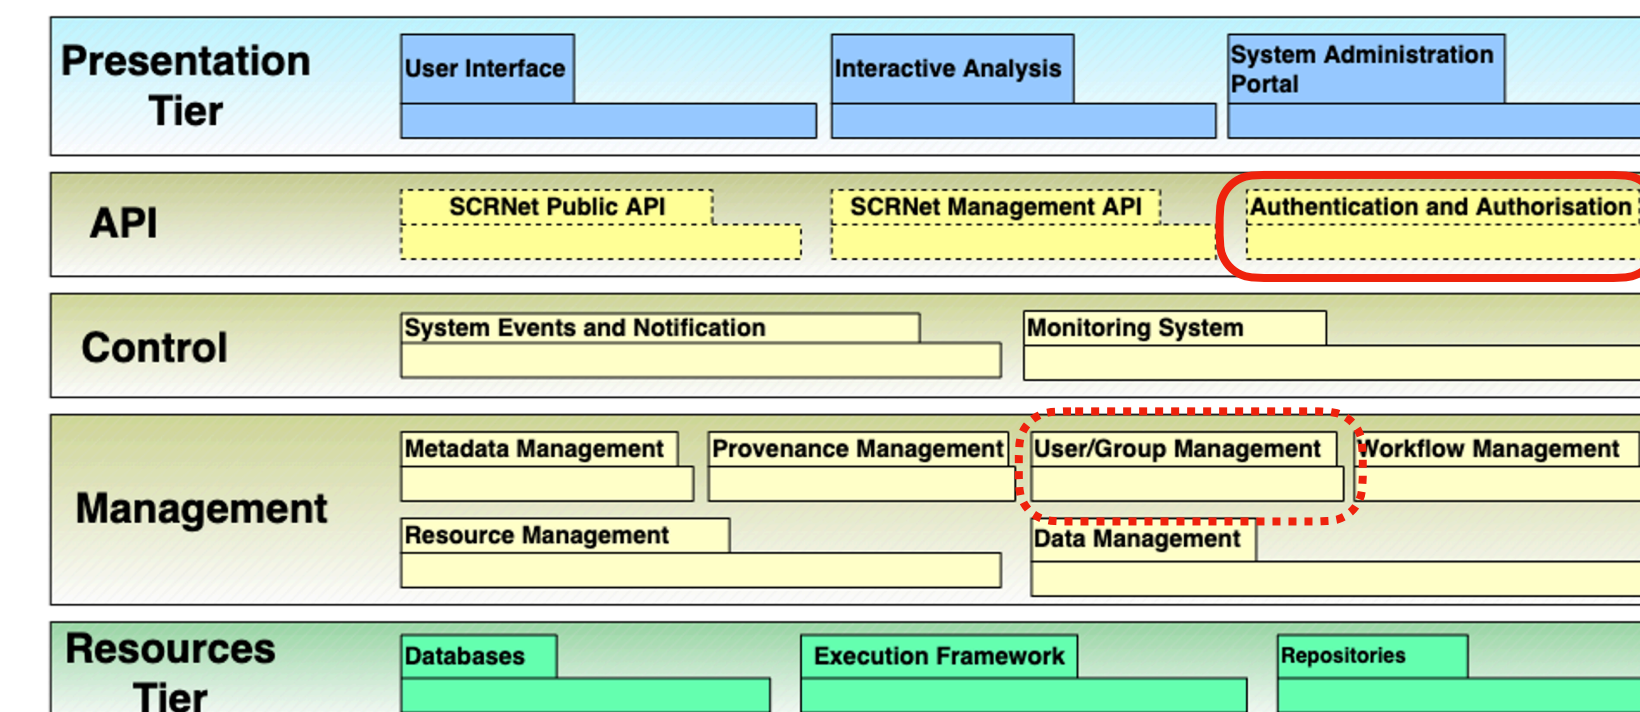 Presentation
Tier
User Interface
Interactive Analysis
System Administration
Portal
API
SCRNet Public API
SCRNet Management API
Authentication and Authorisation
Control
System Events and Notification
Monitoring System
Management
Metadata Management
Provenance Management
User/Group Management
Workflow Management
Resource Management
Data Management
Resources
Tier
Databases
Execution Framework
Repositories